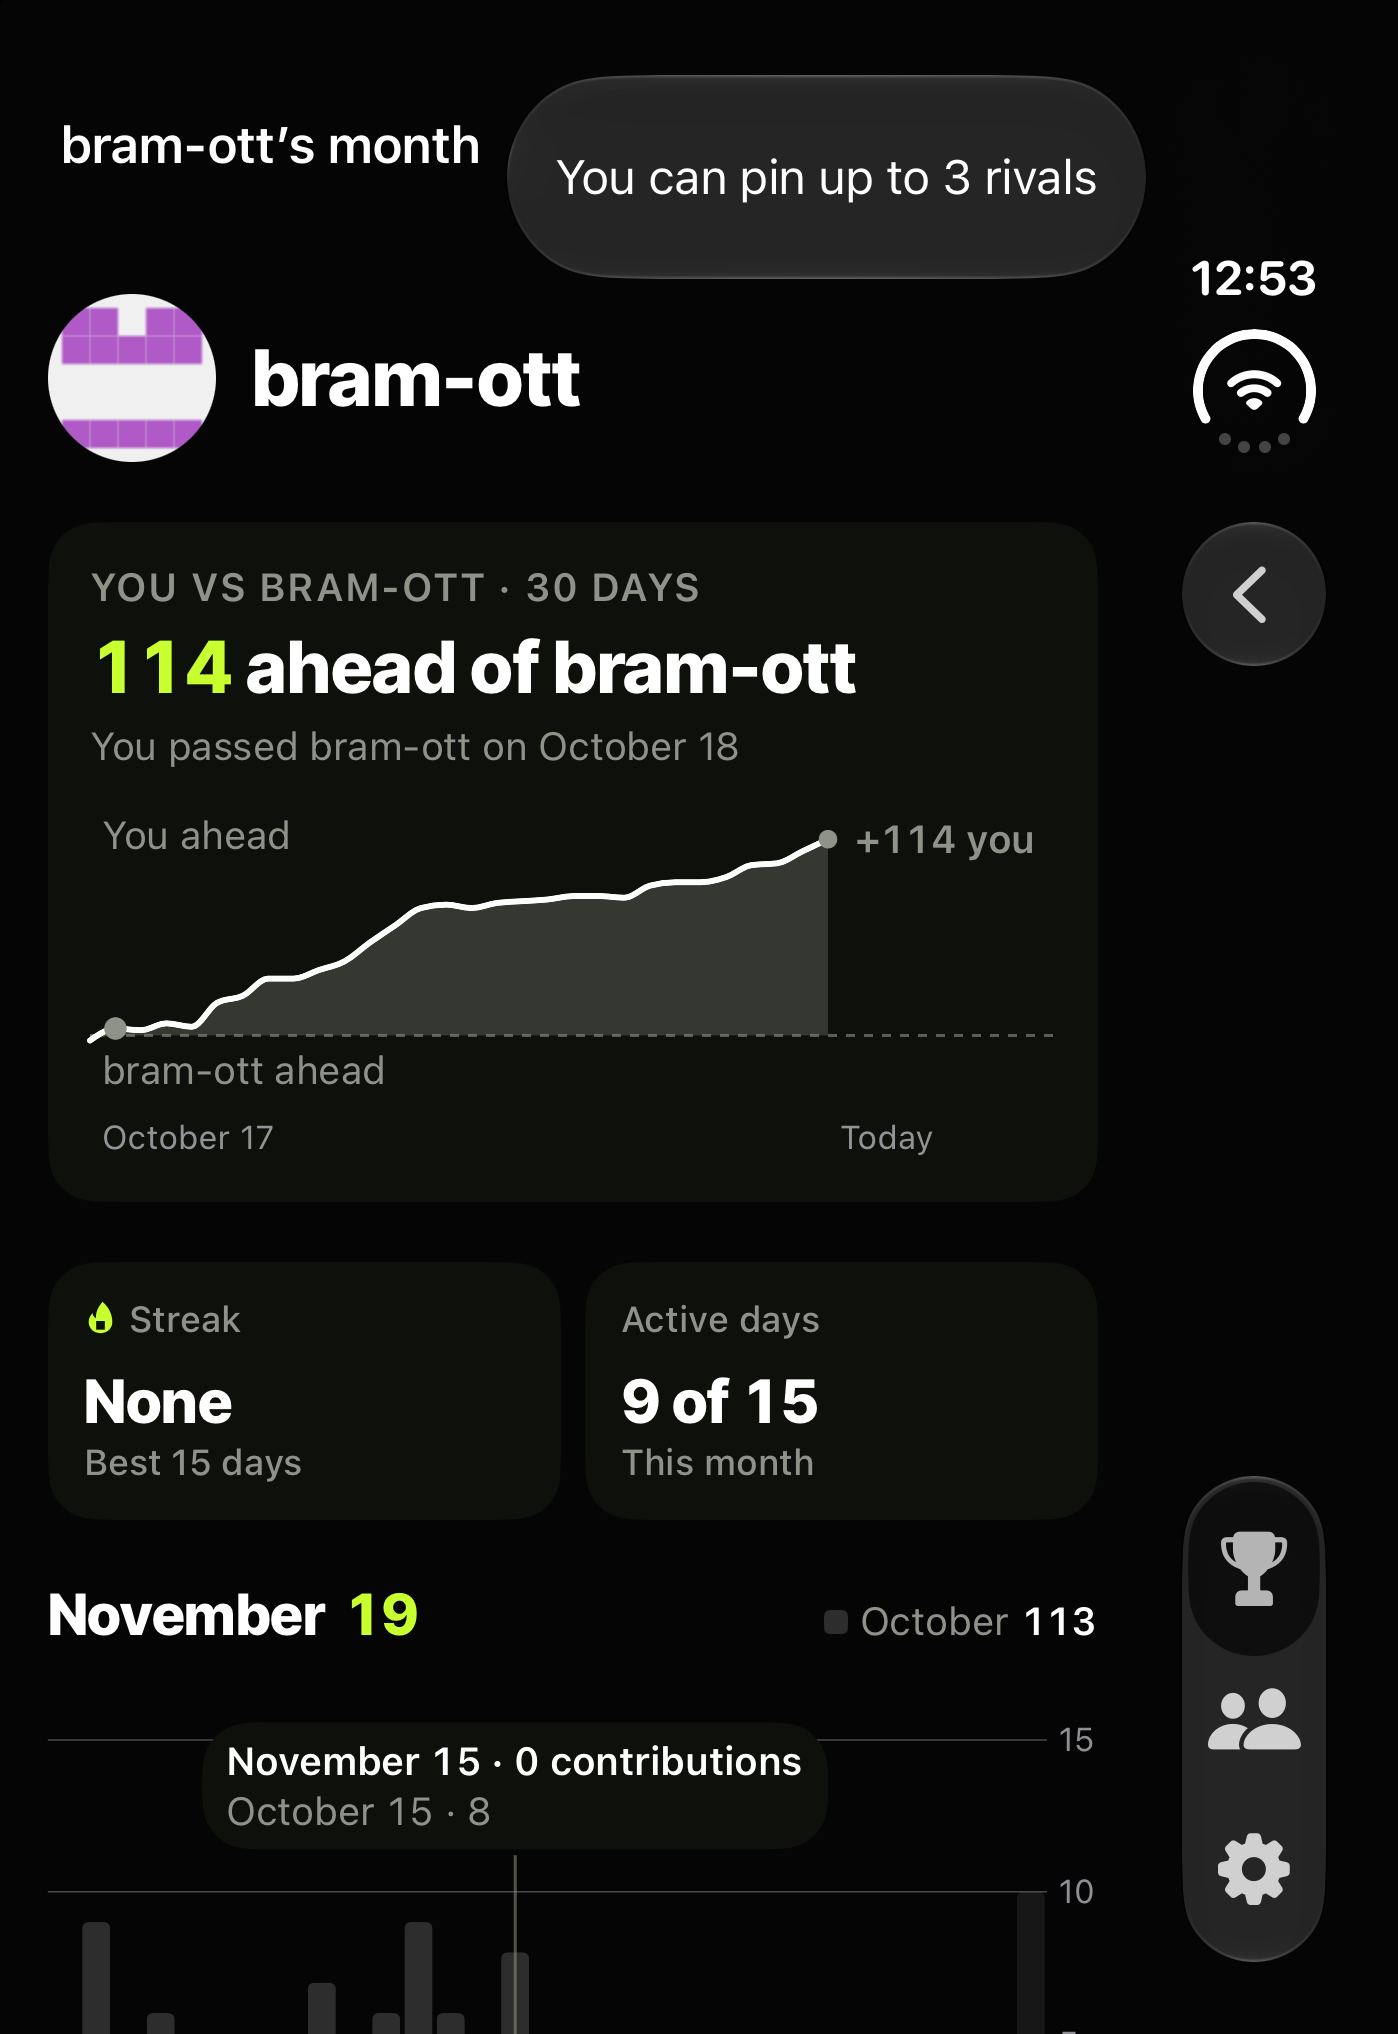 bram-ott’s month
You can pin up to 3 rivals
12:53
bram-ott
YOU VS BRAM-OTT · 30 DAYS
114 ahead of bram-ott
You passed bram-ott on October 18
You ahead
+114 you
bram-ott ahead
October 17
Today
Streak
None
Best 15 days
Active days
9 of 15
This month
November 19
October 113
15
November 15 · 0 contributions
October 15 · 8
10